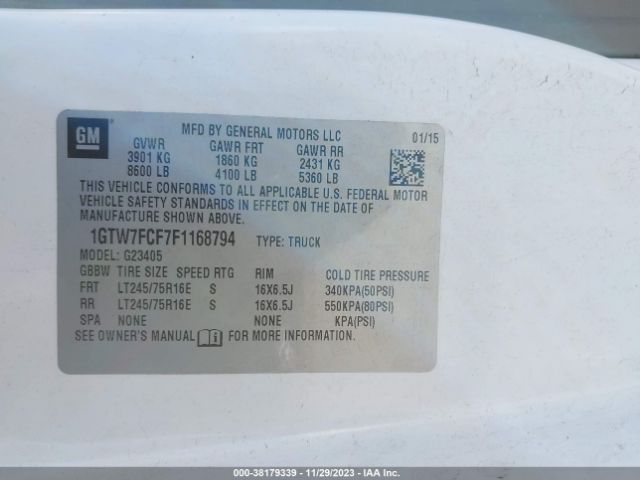 GM
MFD BY GENERAL MOTORS LLC
01/15
GVWR GAWR FRT GAWR RR
3901 KG 1860 KG 2431 KG
8600 LB 4100 LB 5360 LB
THIS VEHICLE CONFORMS TO ALL APPLICABLE U.S. FEDERAL MOTOR
VEHICLE SAFETY STANDARDS IN EFFECT ON THE DATE OF
MANUFACTURE SHOWN ABOVE.
1GTW7FCF7F1168794 TYPE: TRUCK
MODEL: G23405
GBBW TIRE SIZE SPEED RTG RIM COLD TIRE PRESSURE
FRT LT245/75R16E S 16X6.5J 340KPA(50PSI)
RR LT245/75R16E S 16X6.5J 550KPA(80PSI)
SPA NONE NONE KPA(PSI)
SEE OWNER'S MANUAL i FOR MORE INFORMATION.
000-38179339 - 11/29/2023 - IAA Inc.